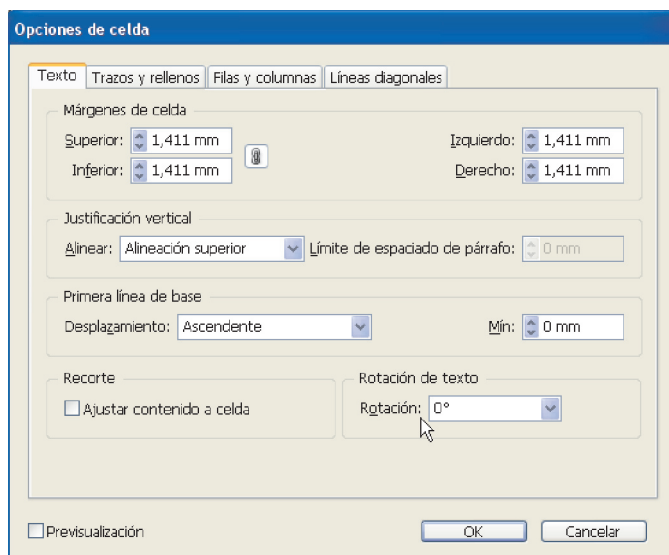 Opciones de celda
Texto Trazos y rellenos Filas y columnas Líneas diagonales
Márgenes de celda
Superior: 1,411 mm Izquierdo: 1,411 mm
Inferior: 1,411 mm Derecho: 1,411 mm
Justificación vertical
Alinear: Alineación superior Límite de espaciado de párrafo: 0 mm
Primera línea de base
Desplazamiento: Ascendente Mín: 0 mm
Recorte Rotación de texto
Ajustar contenido a celda Rotación: 0°
Previsualización OK Cancelar